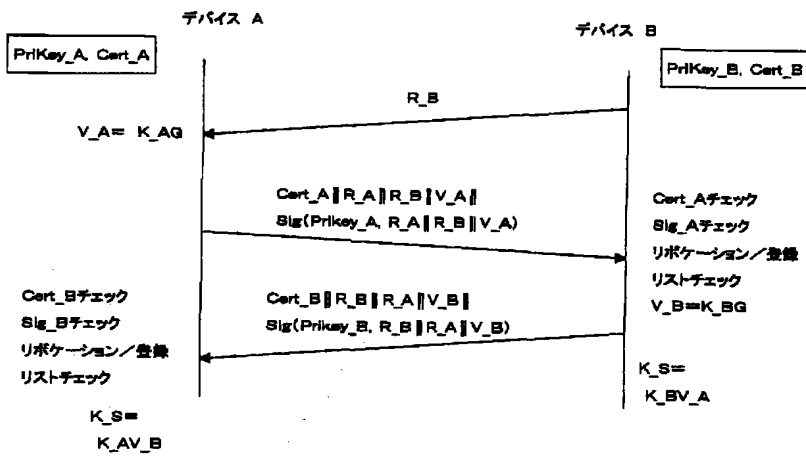 デバイス A
デバイス B
PriKey_A, Cert_A
PriKey_B, Cert_B
R_B
V_A= K_AG
Cert_A‖R_A‖R_B‖V_A‖
Sig(Prikey_A, R_A‖R_B‖V_A)
Cert_Aチェック
Sig_Aチェック
リボケーション/登録
リストチェック
V_B=K_BG
Cert_Bチェック
Sig_Bチェック
リボケーション/登録
リストチェック
Cert_B‖R_B‖R_A‖V_B‖
Sig(Prikey_B, R_B‖R_A‖V_B)
K_S=
K_BV_A
K_S=
K_AV_B